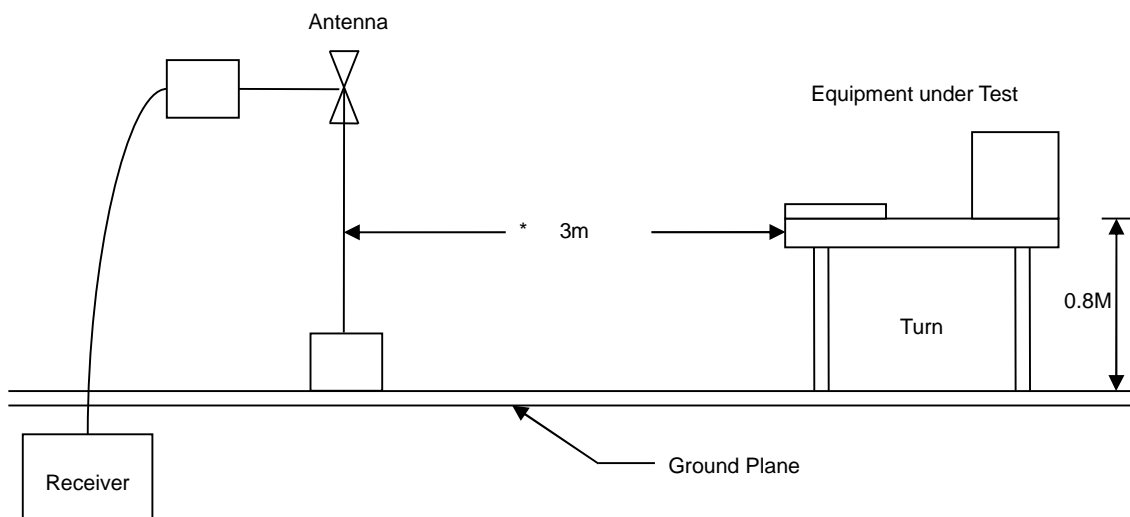 Antenna
Equipment under Test
* 3m
0.8M
Turn
Ground Plane
Receiver